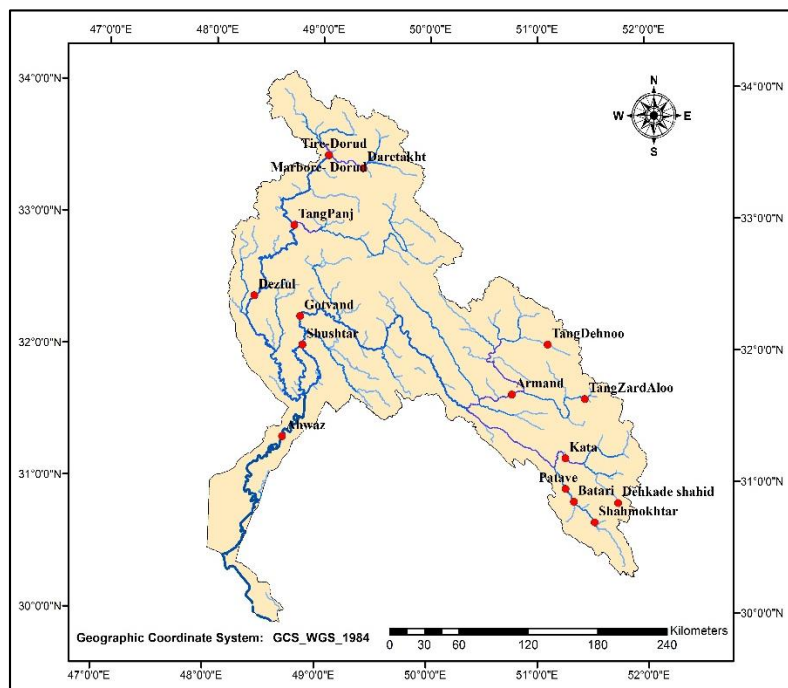 47°0'0"E 48°0'0"E 49°0'0"E 50°0'0"E 51°0'0"E 52°0'0"E
34°0'0"N 34°0'0"N
N
W E
S
Tire-Dorud
Marbore- Dorud Daretakht
33°0'0"N 33°0'0"N
TangPanj
Dezful
Gotvand
Shushtar
TangDehnoo
32°0'0"N 32°0'0"N
Armand TangZardAloo
Ahwaz
Kata
31°0'0"N 31°0'0"N
Patave
Batari Dehkade shahid
Shahmokhtar
30°0'0"N 30°0'0"N
Geographic Coordinate System: GCS_WGS_1984
Kilometers
0 30 60 120 180 240
47°0'0"E 48°0'0"E 49°0'0"E 50°0'0"E 51°0'0"E 52°0'0"E